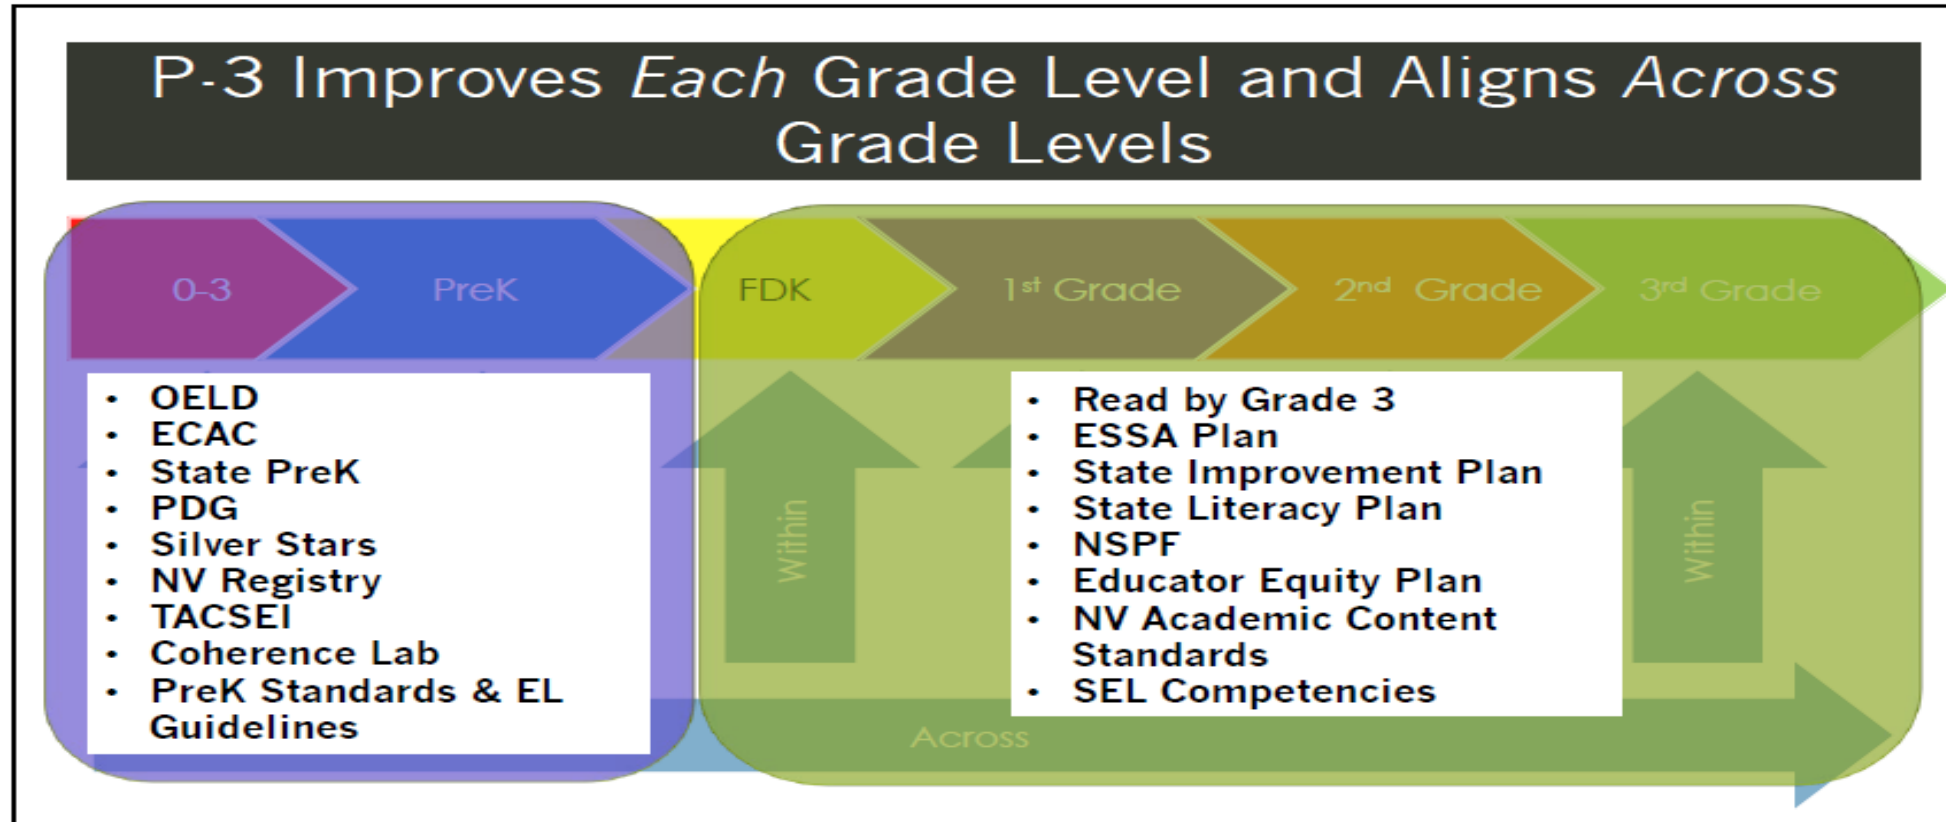 P-3 Improves Each Grade Level and Aligns Across
Grade Levels
0-3
PreK
FDK
1st Grade
2nd Grade
3rd Grade
• OELD
• ECAC
• State PreK
• PDG
• Silver Stars
• NV Registry
• TACSEI
• Coherence Lab
• PreK Standards & EL
Guidelines
Within
• Read by Grade 3
• ESSA Plan
• State Improvement Plan
• State Literacy Plan
• NSPF
• Educator Equity Plan
• NV Academic Content
Standards
• SEL Competencies
Within
Across